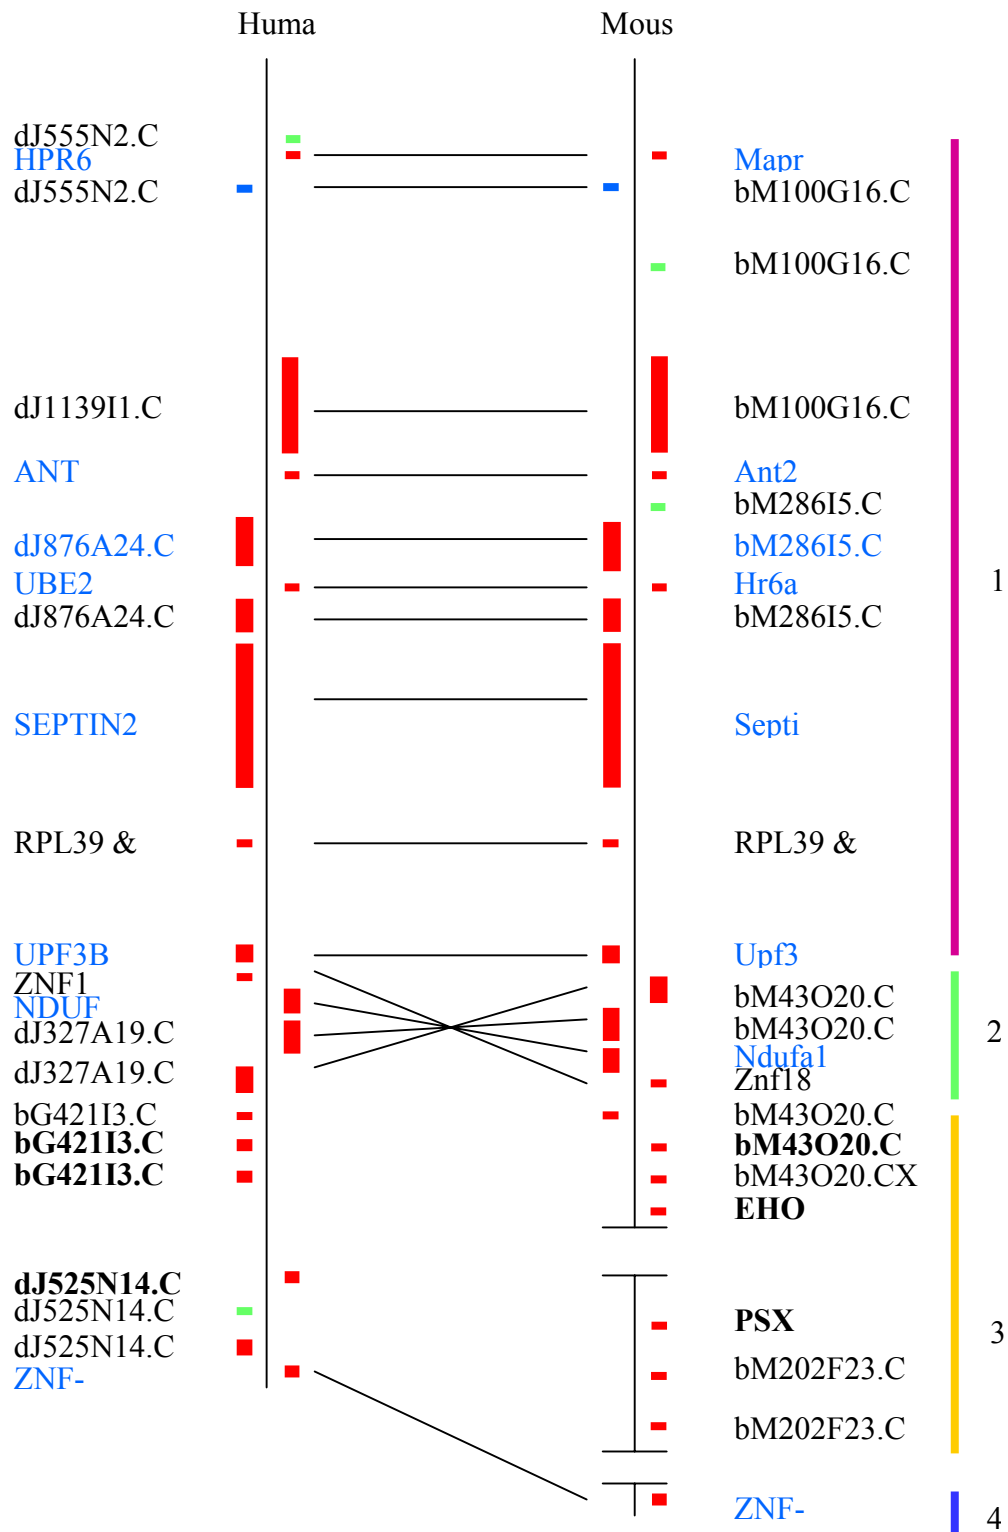 Huma Mous
dJ555N2.C
HPR6 Mapr
dJ555N2.C bM100G16.C
bM100G16.C
dJ1139I1.C bM100G16.C
ANT Ant2
bM286I5.C
dJ876A24.C bM286I5.C
UBE2 Hr6a 1
dJ876A24.C bM286I5.C
SEPTIN2 Septi
RPL39 & RPL39 &
UPF3B Upf3
ZNF1
bM43O20.C
NDUF
dJ327A19.C bM43O20.C 2
Ndufa1
dJ327A19.C Znf18
bG421I3.C bM43O20.C
bG421I3.C bM43O20.C
bG421I3.C bM43O20.CX
EHO
dJ525N14.C
dJ525N14.C PSX 3
dJ525N14.C
bM202F23.C
ZNF-
bM202F23.C
ZNF- 4